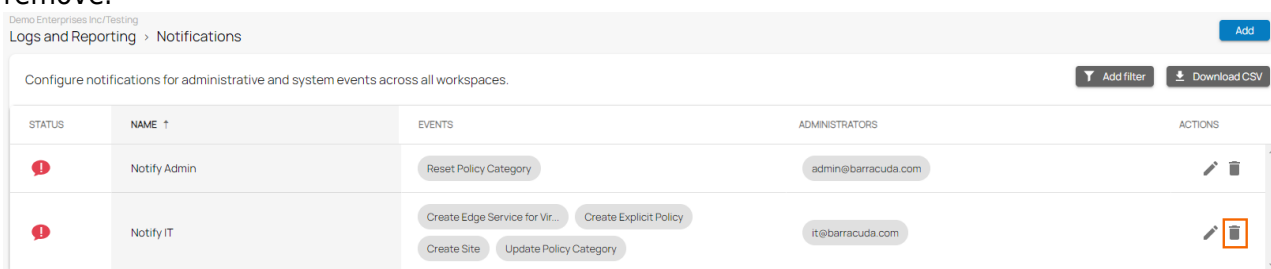 remove.
Demo Enterprises Inc/Testing
Logs and Reporting > Notifications
Add
Configure notifications for administrative and system events across all workspaces.
Add filter
Download CSV
STATUS NAME ↑ EVENTS ADMINISTRATORS ACTIONS
Notify Admin Reset Policy Category admin@barracuda.com
Create Edge Service for Vir... Create Explicit Policy
Notify IT it@barracuda.com
Create Site Update Policy Category